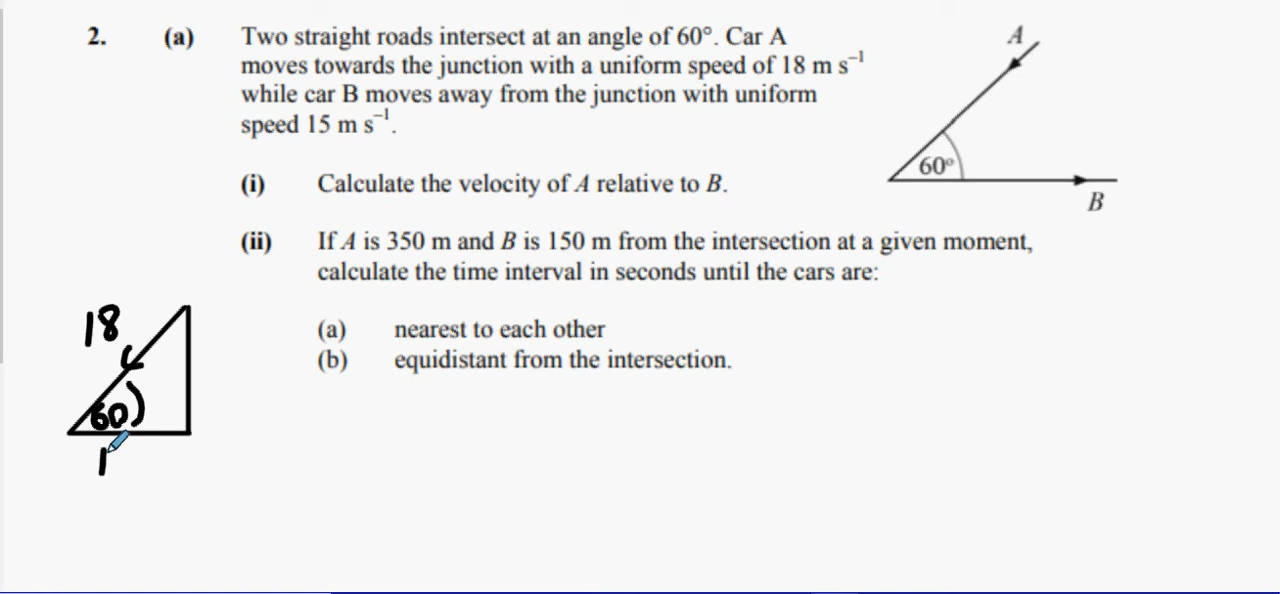 2. (a) Two straight roads intersect at an angle of 60°. Car A
moves towards the junction with a uniform speed of 18 m s⁻¹
while car B moves away from the junction with uniform
speed 15 m s⁻¹.
A
60°
B
(i) Calculate the velocity of A relative to B.
(ii) If A is 350 m and B is 150 m from the intersection at a given moment,
calculate the time interval in seconds until the cars are:
(a) nearest to each other
(b) equidistant from the intersection.
18
60
1